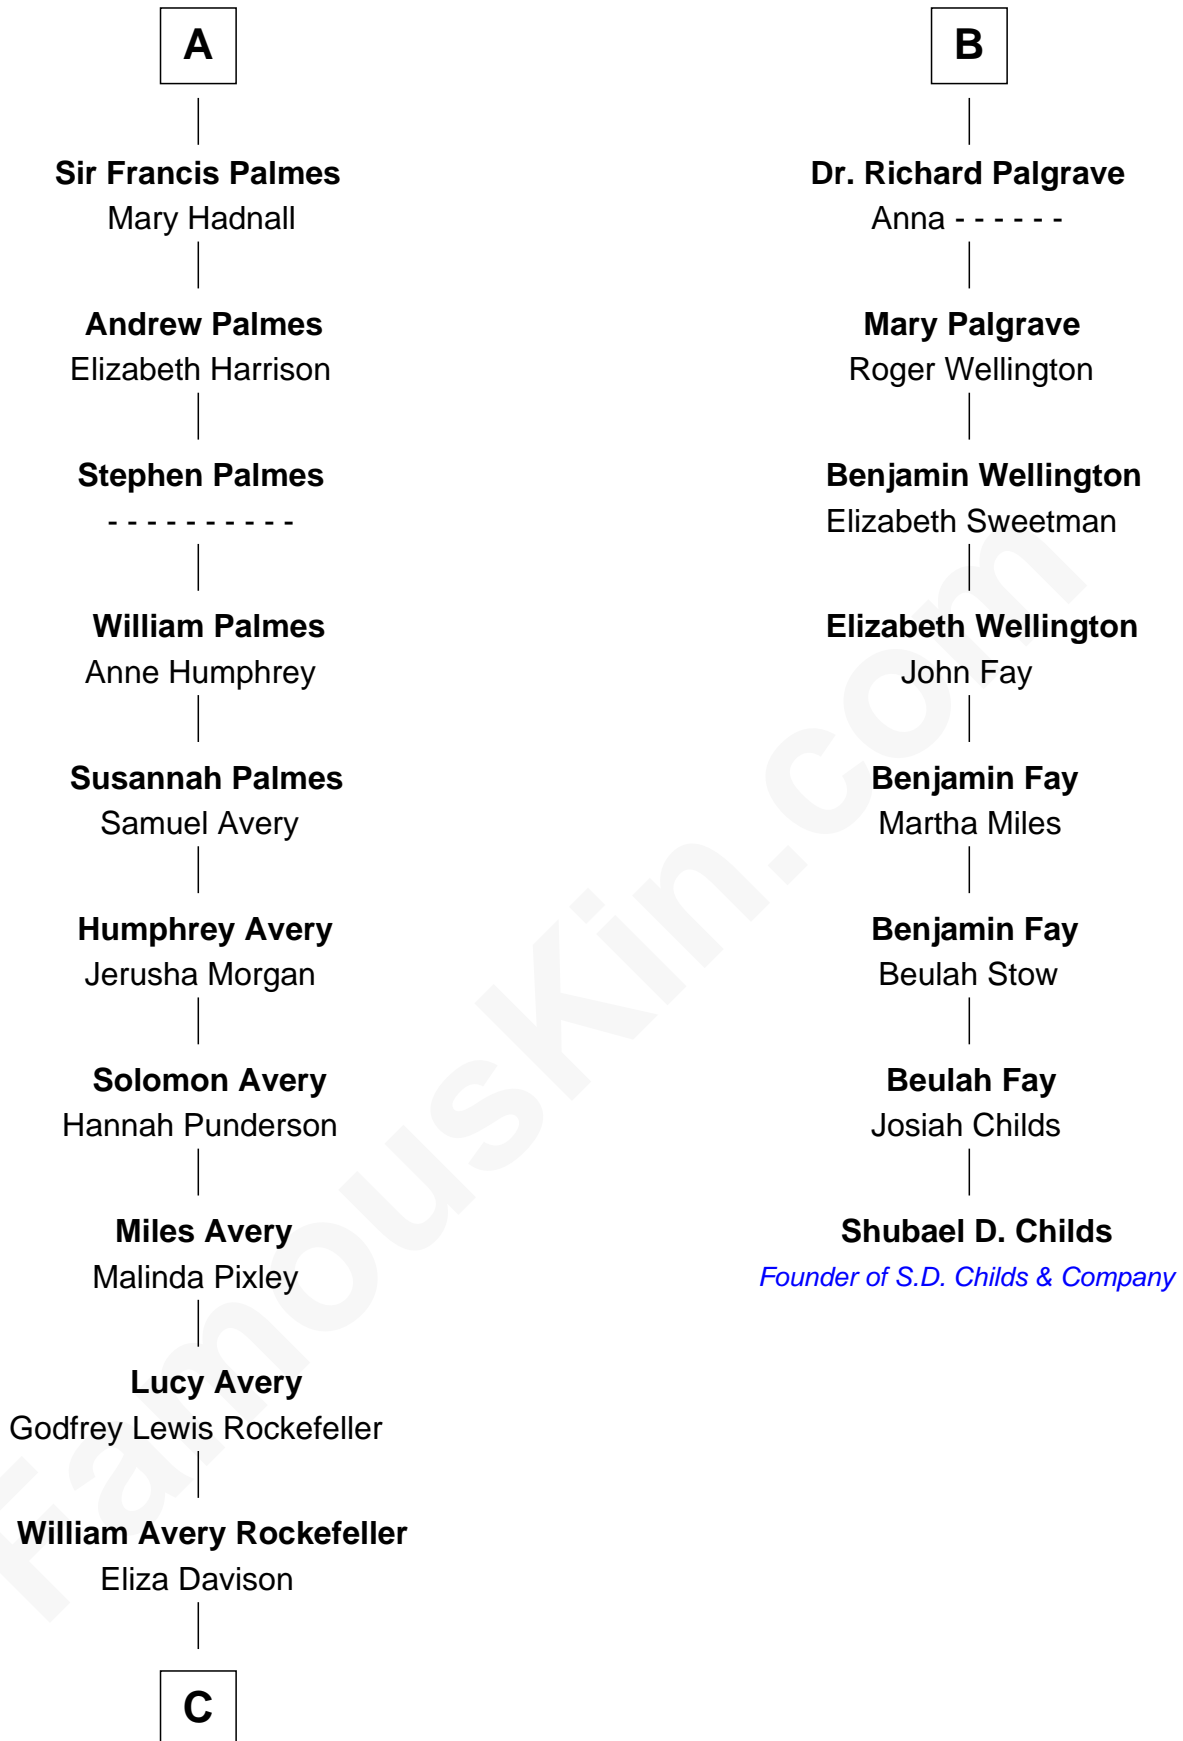 A
Sir Francis Palmes
Mary Hadnall
Andrew Palmes
Elizabeth Harrison
Stephen Palmes
- - - - - - - - - -
William Palmes
Anne Humphrey
Susannah Palmes
Samuel Avery
Humphrey Avery
Jerusha Morgan
Solomon Avery
Hannah Punderson
Miles Avery
Malinda Pixley
Lucy Avery
Godfrey Lewis Rockefeller
William Avery Rockefeller
Eliza Davison
C
B
Dr. Richard Palgrave
Anna - - - - - -
Mary Palgrave
Roger Wellington
Benjamin Wellington
Elizabeth Sweetman
Elizabeth Wellington
John Fay
Benjamin Fay
Martha Miles
Benjamin Fay
Beulah Stow
Beulah Fay
Josiah Childs
Shubael D. Childs
Founder of S.D. Childs & Company
FamousKin.com